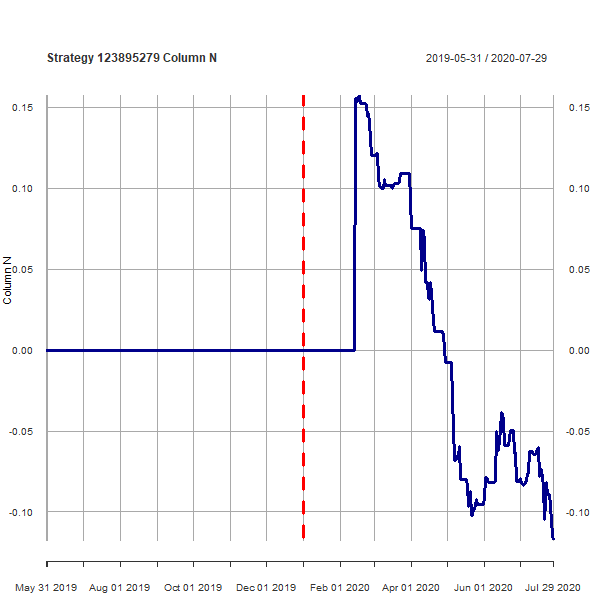 Strategy 123895279 Column N
2019-05-31 / 2020-07-29
0.15
0.15
0.10
0.10
0.05
0.05
Column N
0.00
0.00
-0.05
-0.05
-0.10
-0.10
May 31 2019
Aug 01 2019
Oct 01 2019
Dec 01 2019
Feb 01 2020
Apr 01 2020
Jun 01 2020
Jul 29 2020